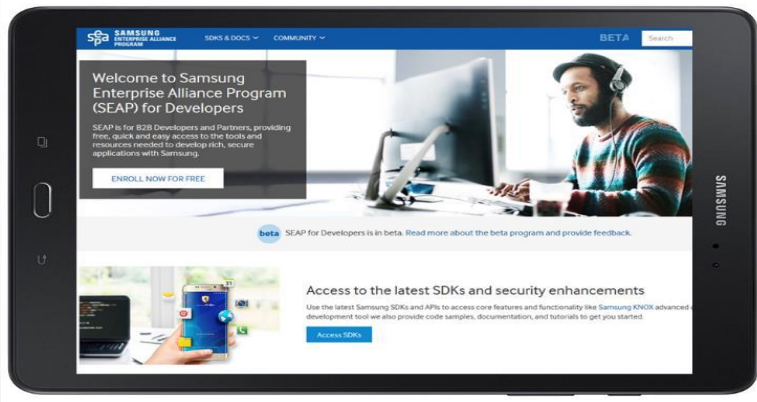 seap SAMSUNG
ENTERPRISE ALLIANCE
PROGRAM
SDKS & DOCS
COMMUNITY
BETA
Search
Welcome to Samsung
Enterprise Alliance Program
(SEAP) for Developers
SEAP is for B2B Developers and Partners, providing
free, quick and easy access to the tools and
resources needed to develop rich, secure
applications with Samsung.
ENROLL NOW FOR FREE
SAMSUNG
beta SEAP for Developers is in beta. Read more about the beta program and provide feedback.
Access to the latest SDKs and security enhancements
Use the latest Samsung SDKs and APIs to access core features and functionality like Samsung KNOX advanced
development tool we also provide code samples, documentation, and tutorials to get you started.
Access SDKs
31